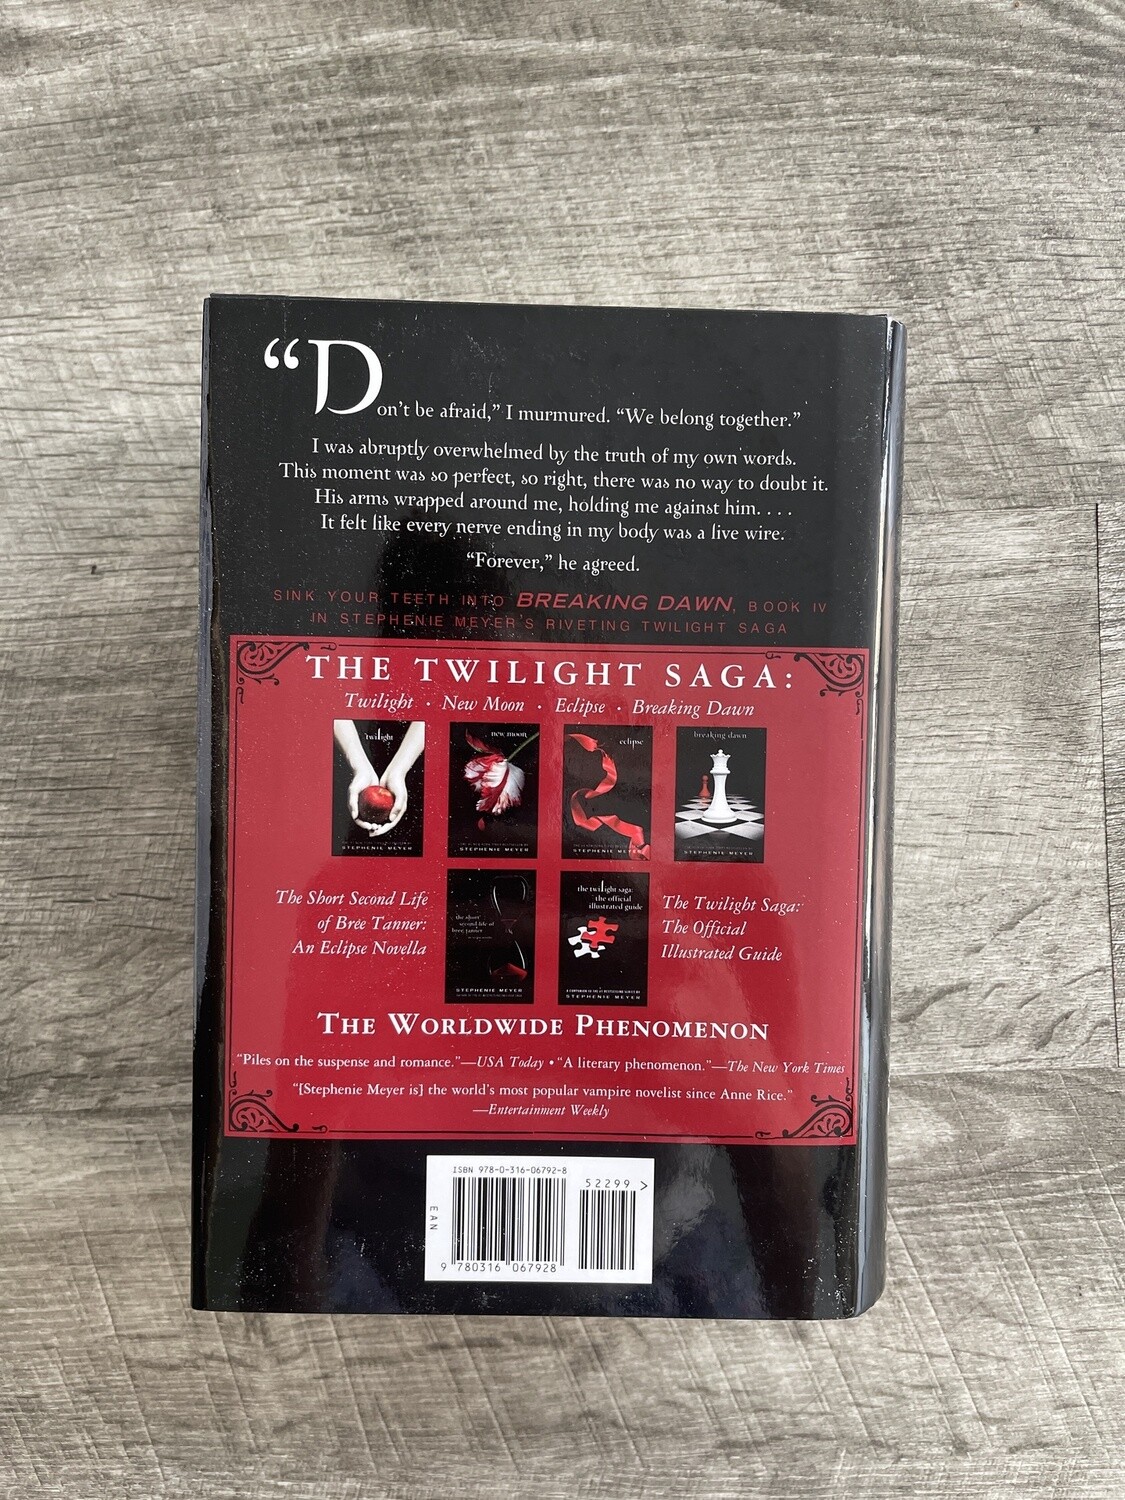 “Don’t be afraid,” I murmured. “We belong together.”
I was abruptly overwhelmed by the truth of my own words.
This moment was so perfect, so right, there was no way to doubt it.
His arms wrapped around me, holding me against him. . . .
It felt like every nerve ending in my body was a live wire.
“Forever,” he agreed.
SINK YOUR TEETH INTO BREAKING DAWN, BOOK IV
IN STEPHENIE MEYER’S RIVETING TWILIGHT SAGA
THE TWILIGHT SAGA:
Twilight · New Moon · Eclipse · Breaking Dawn
twilight
STEPHENIE MEYER
new moon
STEPHENIE MEYER
eclipse
STEPHENIE MEYER
breaking dawn
STEPHENIE MEYER
The Short Second Life
of Bree Tanner:
An Eclipse Novella
the short
second life of
bree tanner
STEPHENIE MEYER
the twilight saga:
the official
illustrated guide
STEPHENIE MEYER
The Twilight Saga:
The Official
Illustrated Guide
THE WORLDWIDE PHENOMENON
“Piles on the suspense and romance.”—USA Today • “A literary phenomenon.”—The New York Times
“[Stephenie Meyer is] the world’s most popular vampire novelist since Anne Rice.”
—Entertainment Weekly
ISBN 978-0-316-06792-8
52299 >
EAN
9 780316 067928